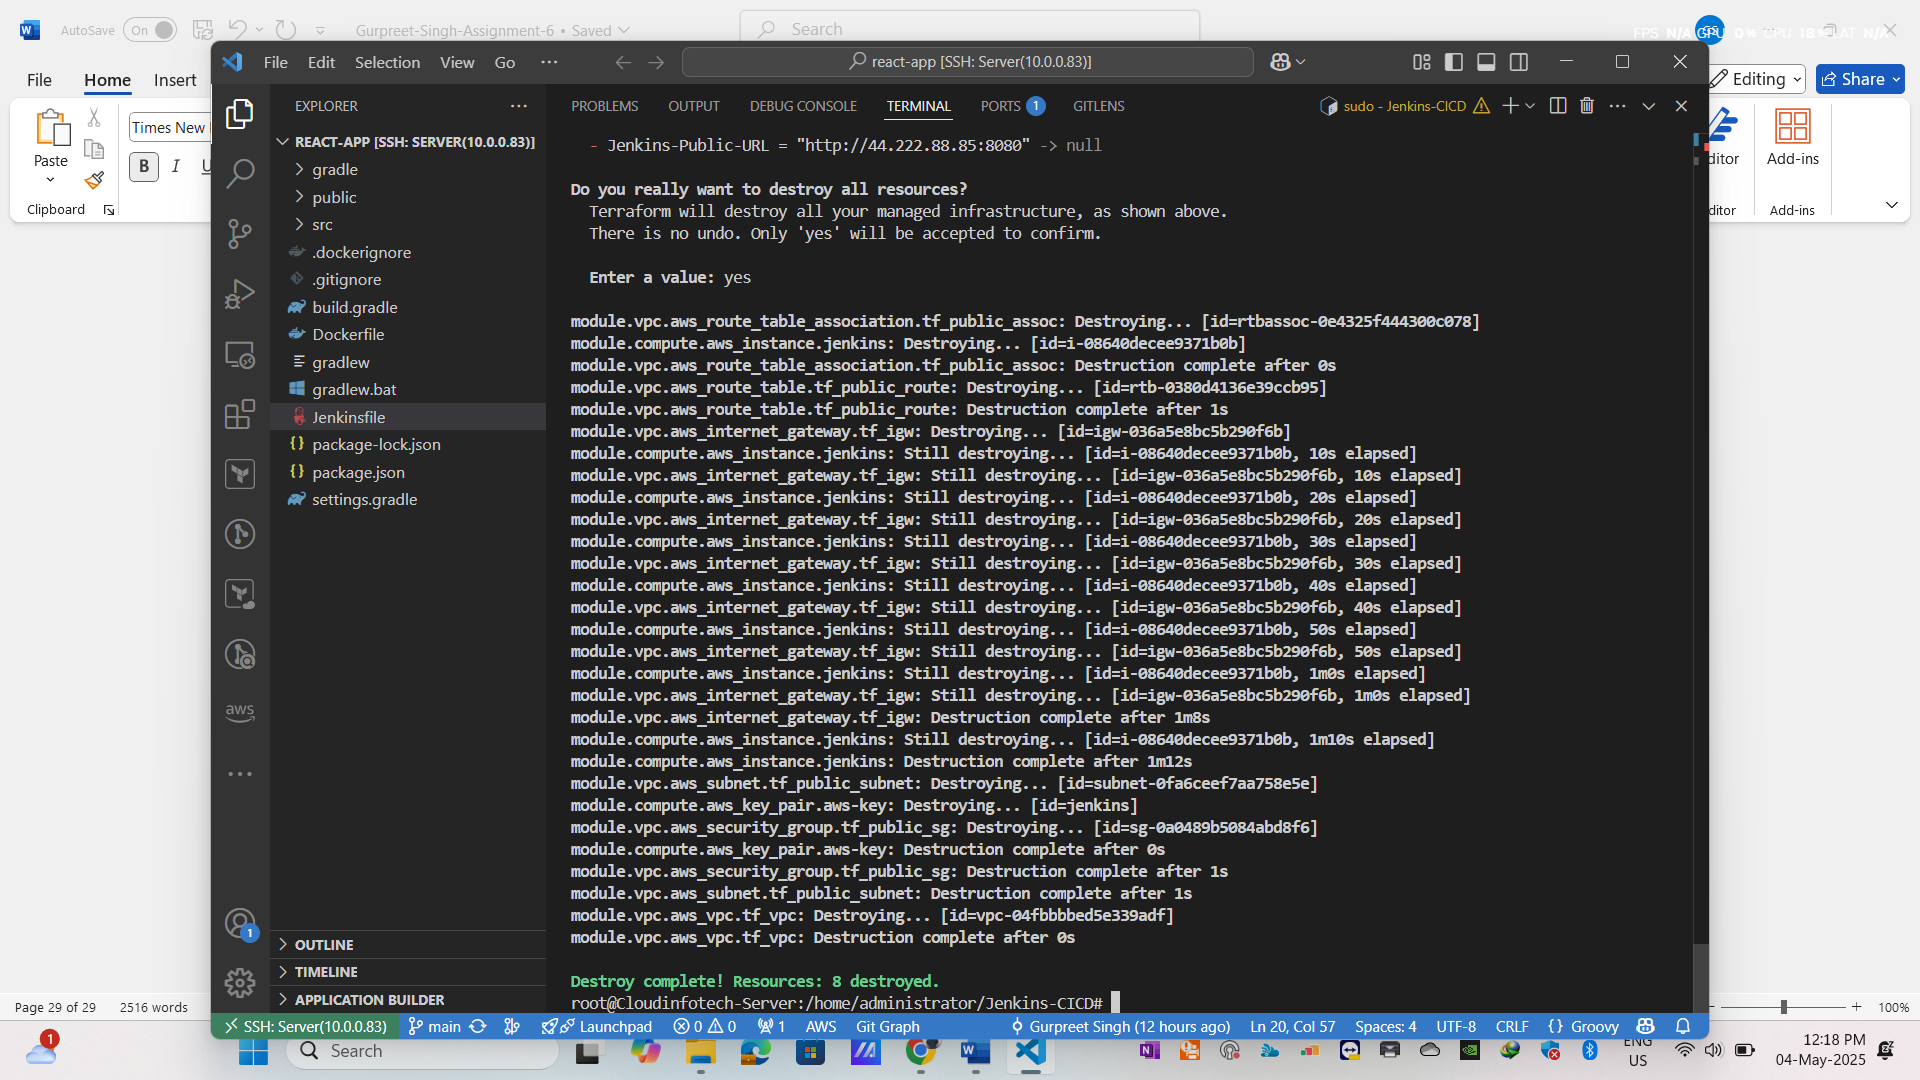 AutoSave On
Gurpreet-Singh-Assignment-6 • Saved
Search
GS
FPS N/A GPU 0% CPU 18% LAT N/A
File Home Insert
Editing
Share
Paste
Times New
B I U
Clipboard
ditor
ditor
Add-ins
Add-ins
File Edit Selection View Go ···
react-app [SSH: Server(10.0.0.83)]
EXPLORER
REACT-APP [SSH: SERVER(10.0.0.83)]
gradle
public
src
.dockerignore
.gitignore
build.gradle
Dockerfile
gradlew
gradlew.bat
Jenkinsfile
package-lock.json
package.json
settings.gradle
OUTLINE
TIMELINE
APPLICATION BUILDER
aws
1
PROBLEMS OUTPUT DEBUG CONSOLE TERMINAL PORTS 1 GITLENS
sudo - Jenkins-CICD
- Jenkins-Public-URL = "http://44.222.88.85:8080" -> null
Do you really want to destroy all resources?
Terraform will destroy all your managed infrastructure, as shown above.
There is no undo. Only 'yes' will be accepted to confirm.
Enter a value: yes
module.vpc.aws_route_table_association.tf_public_assoc: Destroying... [id=rtbassoc-0e4325f444300c078]
module.compute.aws_instance.jenkins: Destroying... [id=i-08640decee9371b0b]
module.vpc.aws_route_table_association.tf_public_assoc: Destruction complete after 0s
module.vpc.aws_route_table.tf_public_route: Destroying... [id=rtb-0380d4136e39ccb95]
module.vpc.aws_route_table.tf_public_route: Destruction complete after 1s
module.vpc.aws_internet_gateway.tf_igw: Destroying... [id=igw-036a5e8bc5b290f6b]
module.compute.aws_instance.jenkins: Still destroying... [id=i-08640decee9371b0b, 10s elapsed]
module.vpc.aws_internet_gateway.tf_igw: Still destroying... [id=igw-036a5e8bc5b290f6b, 10s elapsed]
module.compute.aws_instance.jenkins: Still destroying... [id=i-08640decee9371b0b, 20s elapsed]
module.vpc.aws_internet_gateway.tf_igw: Still destroying... [id=igw-036a5e8bc5b290f6b, 20s elapsed]
module.compute.aws_instance.jenkins: Still destroying... [id=i-08640decee9371b0b, 30s elapsed]
module.vpc.aws_internet_gateway.tf_igw: Still destroying... [id=igw-036a5e8bc5b290f6b, 30s elapsed]
module.compute.aws_instance.jenkins: Still destroying... [id=i-08640decee9371b0b, 40s elapsed]
module.vpc.aws_internet_gateway.tf_igw: Still destroying... [id=igw-036a5e8bc5b290f6b, 40s elapsed]
module.compute.aws_instance.jenkins: Still destroying... [id=i-08640decee9371b0b, 50s elapsed]
module.vpc.aws_internet_gateway.tf_igw: Still destroying... [id=igw-036a5e8bc5b290f6b, 50s elapsed]
module.compute.aws_instance.jenkins: Still destroying... [id=i-08640decee9371b0b, 1m0s elapsed]
module.vpc.aws_internet_gateway.tf_igw: Still destroying... [id=igw-036a5e8bc5b290f6b, 1m0s elapsed]
module.vpc.aws_internet_gateway.tf_igw: Destruction complete after 1m8s
module.compute.aws_instance.jenkins: Still destroying... [id=i-08640decee9371b0b, 1m10s elapsed]
module.compute.aws_instance.jenkins: Destruction complete after 1m12s
module.vpc.aws_subnet.tf_public_subnet: Destroying... [id=subnet-0fa6ceef7aa758e5e]
module.compute.aws_key_pair.aws-key: Destroying... [id=jenkins]
module.vpc.aws_security_group.tf_public_sg: Destroying... [id=sg-0a0489b5084abd8f6]
module.compute.aws_key_pair.aws-key: Destruction complete after 0s
module.vpc.aws_security_group.tf_public_sg: Destruction complete after 1s
module.vpc.aws_subnet.tf_public_subnet: Destruction complete after 1s
module.vpc.aws_vpc.tf_vpc: Destroying... [id=vpc-04fbbbbed5e339adf]
module.vpc.aws_vpc.tf_vpc: Destruction complete after 0s
Destroy complete! Resources: 8 destroyed.
root@Cloudinfotech-Server:/home/administrator/Jenkins-CICD#
Page 29 of 29 2516 words
100%
SSH: Server(10.0.0.83) main Launchpad 0 0 1 AWS Git Graph Gurpreet Singh (12 hours ago) Ln 20, Col 57 Spaces: 4 UTF-8 CRLF {} Groovy
1
Search
ENG
US
12:18 PM
04-May-2025